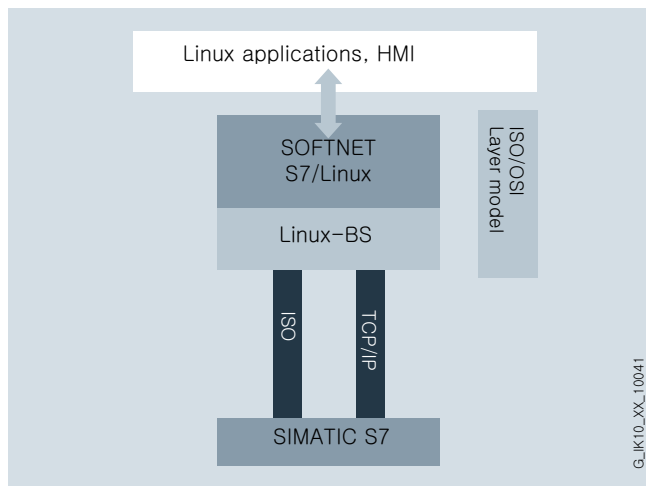 Linux applications, HMI
SOFTNET
S7/Linux
ISO/OSI
Layer model
Linux-BS
ISO
TCP/IP
SIMATIC S7
G_IK10_XX_10041